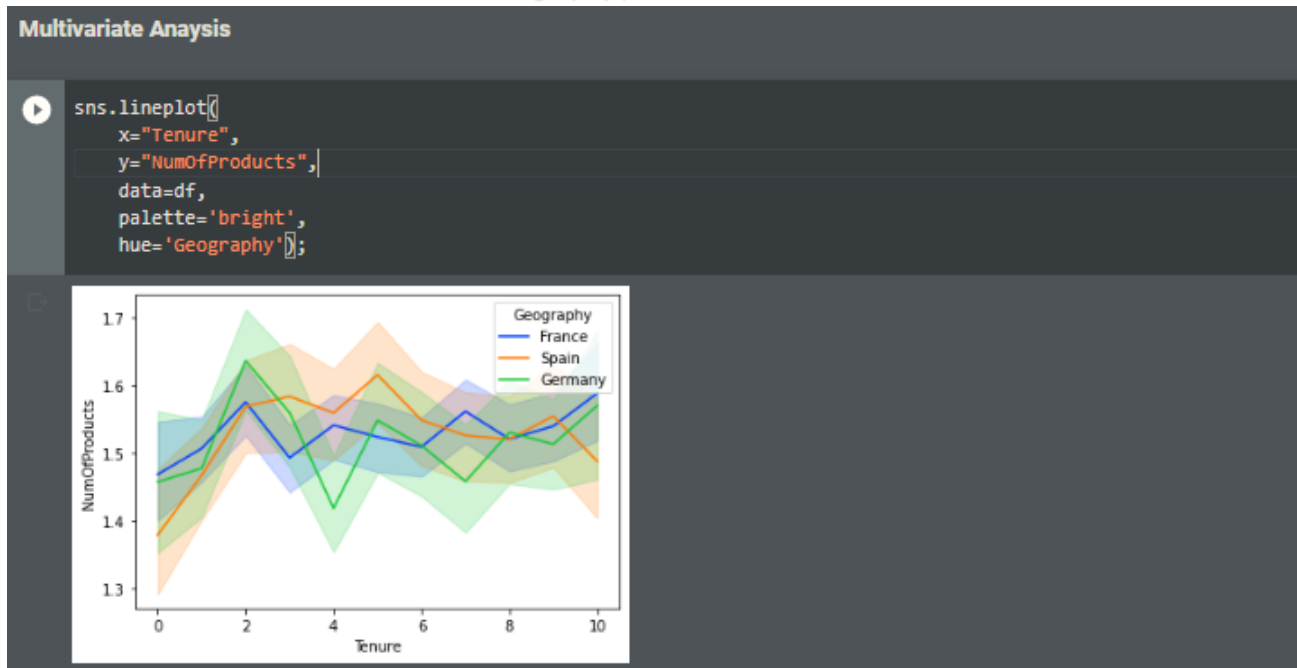 Multivariate Anaysis
sns.lineplot(
x="Tenure",
y="NumOfProducts",
data=df,
palette='bright',
hue='Geography');
Geography
France
Spain
Germany
1.7
1.6
1.5
1.4
1.3
NumOfProducts
0 2 4 6 8 10
Tenure